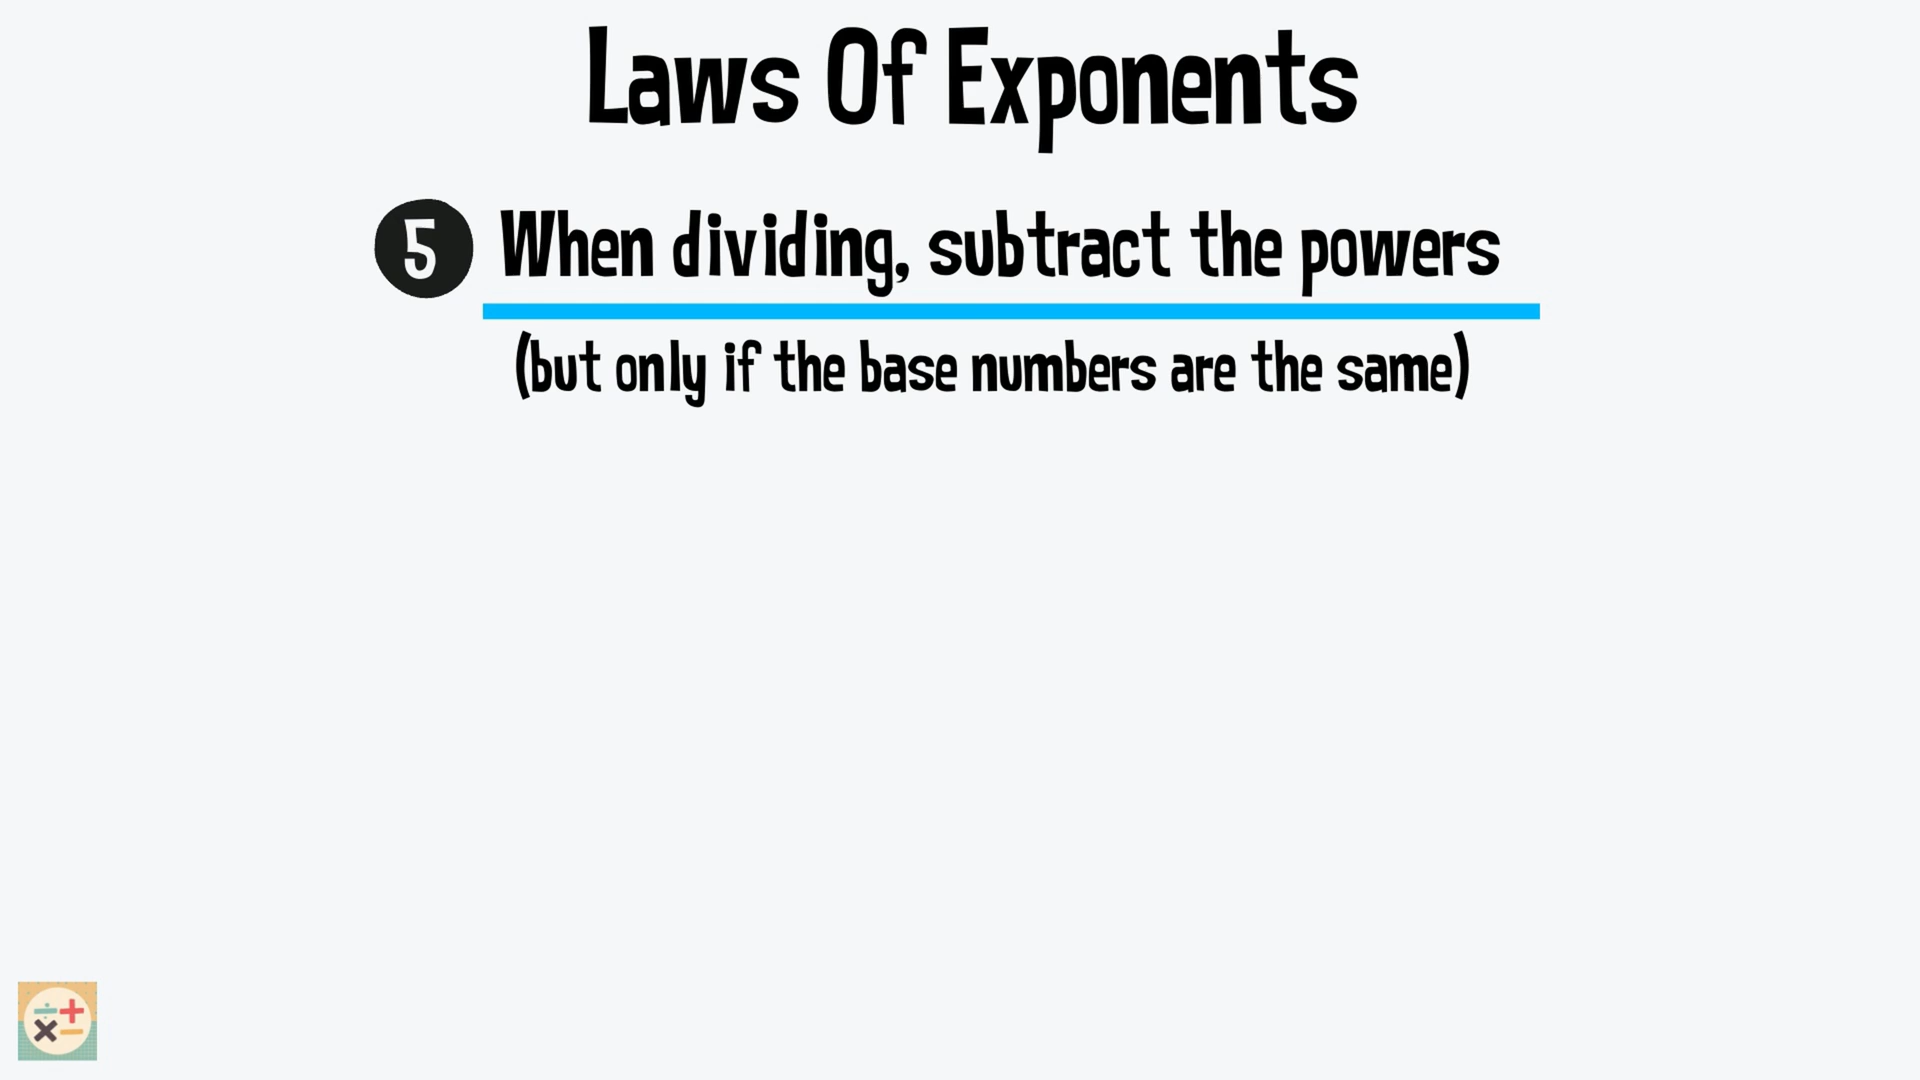 Laws Of Exponents
5 When dividing, subtract the powers
(but only if the base numbers are the same)